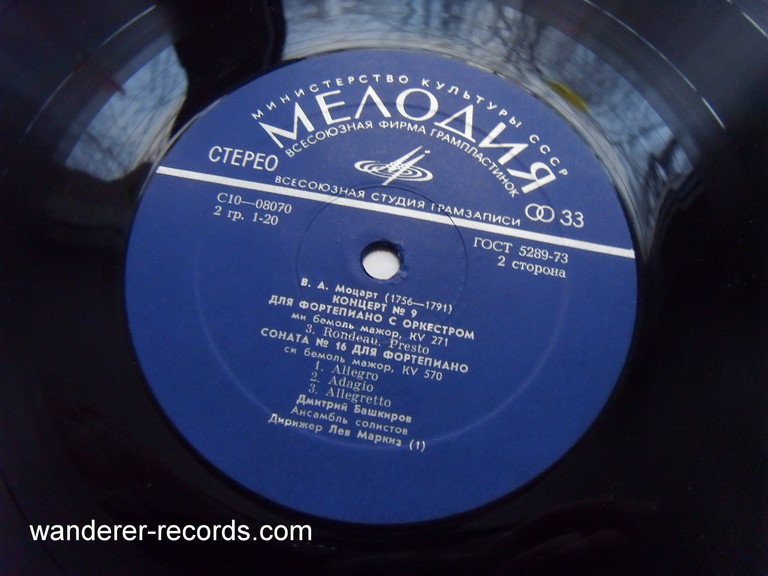 МИНИСТЕРСТВО КУЛЬТУРЫ СССР
МЕЛОДИЯ
ВСЕСОЮЗНАЯ ФИРМА ГРАМПЛАСТИНОК
СТЕРЕО
ВСЕСОЮЗНАЯ СТУДИЯ ГРАМЗАПИСИ
33
С10—08070
2 гр. 1-20
ГОСТ 5289-73
2 сторона
В. А. Моцарт (1756—1791)
КОНЦЕРТ № 9
ДЛЯ ФОРТЕПИАНО С ОРКЕСТРОМ
ми бемоль мажор, KV 271
3. Rondeau. Presto
СОНАТА № 16 ДЛЯ ФОРТЕПИАНО
си бемоль мажор, KV 570
1. Allegro
2. Adagio
3. Allegretto
Дмитрий Башкиров
Ансамбль солистов
Дирижер Лев Маркиз (1)
wanderer-records.com